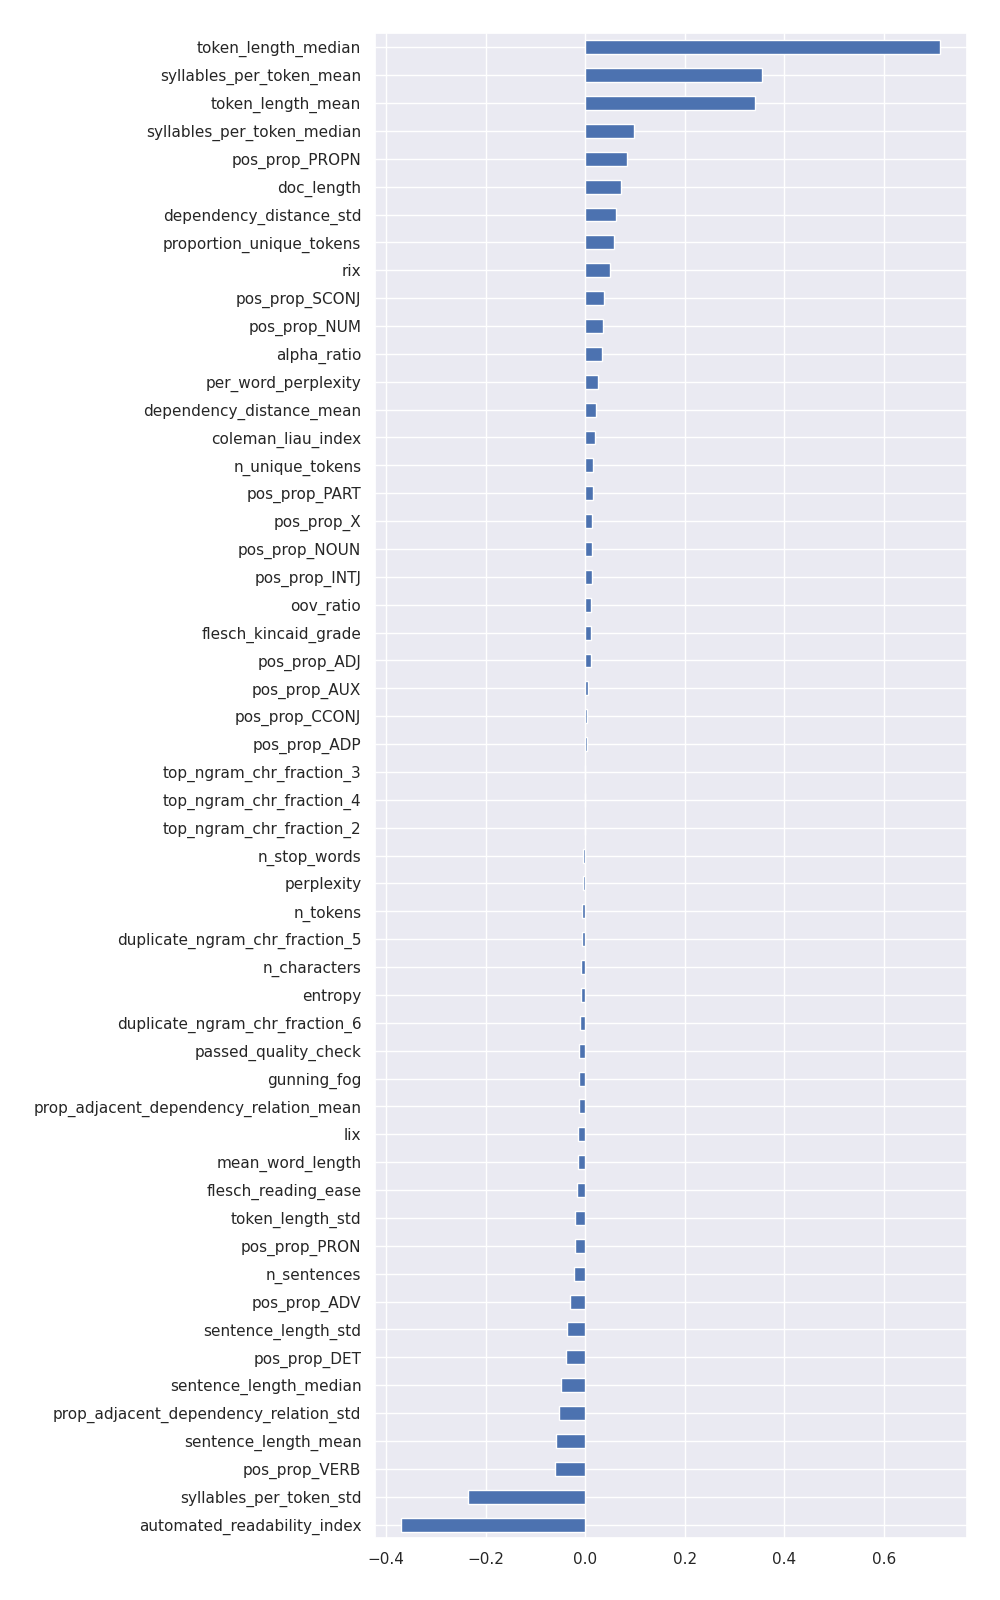 token_length_median
syllables_per_token_mean
token_length_mean
syllables_per_token_median
pos_prop_PROPN
doc_length
dependency_distance_std
proportion_unique_tokens
rix
pos_prop_SCONJ
pos_prop_NUM
alpha_ratio
per_word_perplexity
dependency_distance_mean
coleman_liau_index
n_unique_tokens
pos_prop_PART
pos_prop_X
pos_prop_NOUN
pos_prop_INTJ
oov_ratio
flesch_kincaid_grade
pos_prop_ADJ
pos_prop_AUX
pos_prop_CCONJ
pos_prop_ADP
top_ngram_chr_fraction_3
top_ngram_chr_fraction_4
top_ngram_chr_fraction_2
n_stop_words
perplexity
n_tokens
duplicate_ngram_chr_fraction_5
n_characters
entropy
duplicate_ngram_chr_fraction_6
passed_quality_check
gunning_fog
prop_adjacent_dependency_relation_mean
lix
mean_word_length
flesch_reading_ease
token_length_std
pos_prop_PRON
n_sentences
pos_prop_ADV
sentence_length_std
pos_prop_DET
sentence_length_median
prop_adjacent_dependency_relation_std
sentence_length_mean
pos_prop_VERB
syllables_per_token_std
automated_readability_index
−0.4 −0.2 0.0 0.2 0.4 0.6